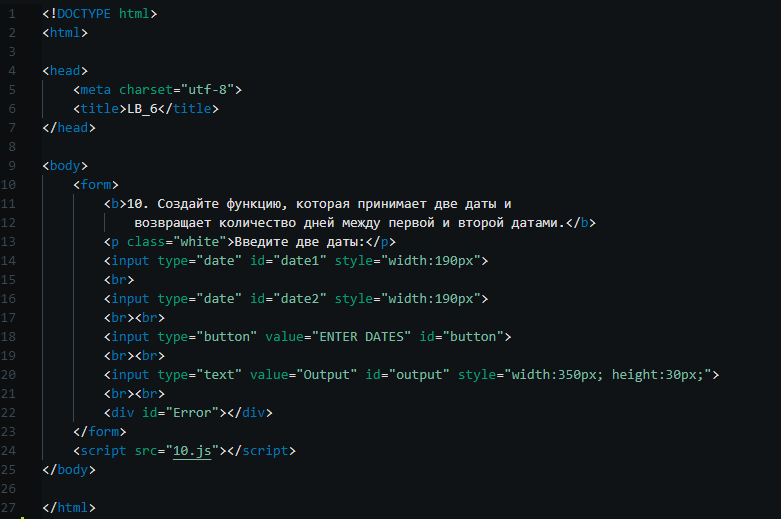 1 <!DOCTYPE html>
2 <html>
3
4 <head>
5 <meta charset="utf-8">
6 <title>LB_6</title>
7 </head>
8
9 <body>
10 <form>
11 <b>10. Создайте функцию, которая принимает две даты и
12 возвращает количество дней между первой и второй датами.</b>
13 <p class="white">Введите две даты:</p>
14 <input type="date" id="date1" style="width:190px">
15 <br>
16 <input type="date" id="date2" style="width:190px">
17 <br><br>
18 <input type="button" value="ENTER DATES" id="button">
19 <br><br>
20 <input type="text" value="Output" id="output" style="width:350px; height:30px;">
21 <br><br>
22 <div id="Error"></div>
23 </form>
24 <script src="10.js"></script>
25 </body>
26
27 </html>